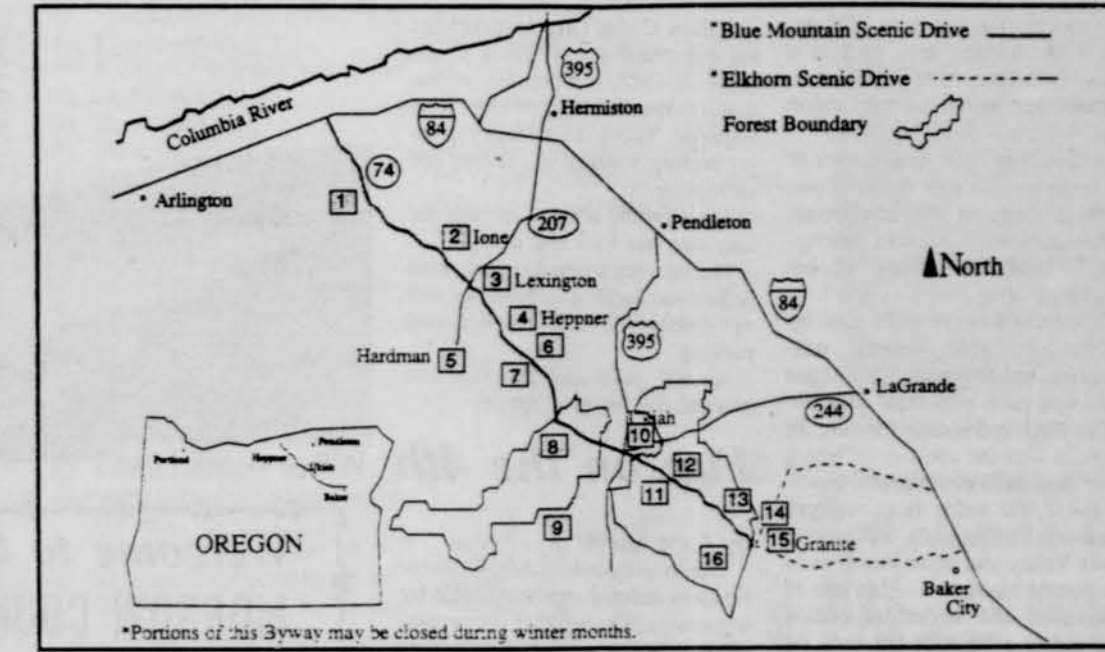 *Blue Mountain Scenic Drive
*Elkhorn Scenic Drive
Forest Boundary
395
Hermiston
Columbia River
84
74
Arlington
1
207
2 Ione
Pendleton
North
3 Lexington
84
4 Heppner
395
Hardman 5
6
7
LaGrande
244
10
8
12
11
13
14
9
15 Granite
16
Baker
City
Pendleton
Heppner
Ukiah
Baker
OREGON
*Portions of this Byway may be closed during winter months.